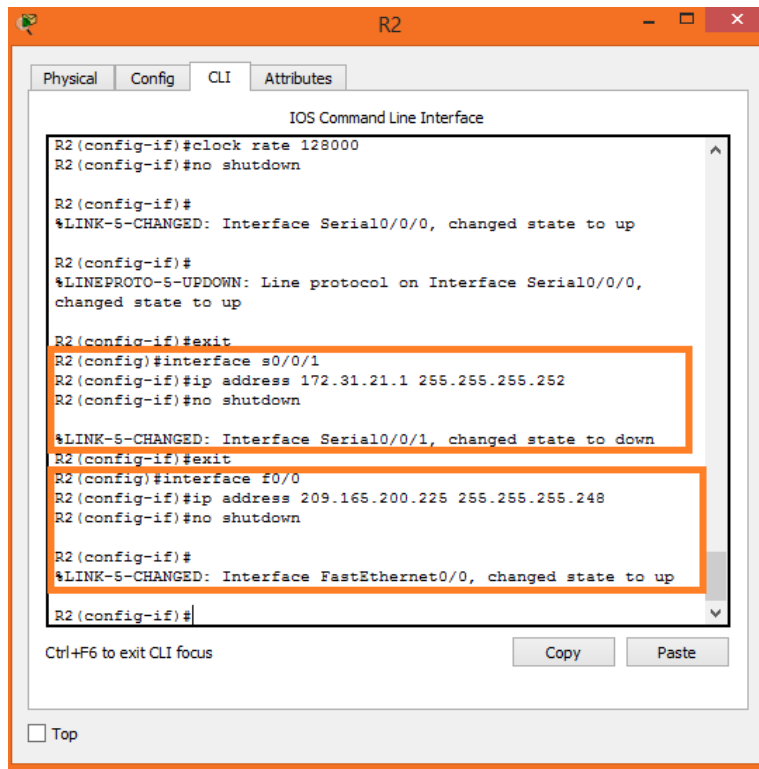 R2
Physical Config CLI Attributes
IOS Command Line Interface
R2(config-if)#clock rate 128000
R2(config-if)#no shutdown
R2(config-if)#
%LINK-5-CHANGED: Interface Serial0/0/0, changed state to up
R2(config-if)#
%LINEPROTO-5-UPDOWN: Line protocol on Interface Serial0/0/0,
changed state to up
R2(config-if)#exit
R2(config)#interface s0/0/1
R2(config-if)#ip address 172.31.21.1 255.255.255.252
R2(config-if)#no shutdown
%LINK-5-CHANGED: Interface Serial0/0/1, changed state to down
R2(config-if)#exit
R2(config)#interface f0/0
R2(config-if)#ip address 209.165.200.225 255.255.255.248
R2(config-if)#no shutdown
R2(config-if)#
%LINK-5-CHANGED: Interface FastEthernet0/0, changed state to up
R2(config-if)#
Ctrl+F6 to exit CLI focus Copy Paste
Top